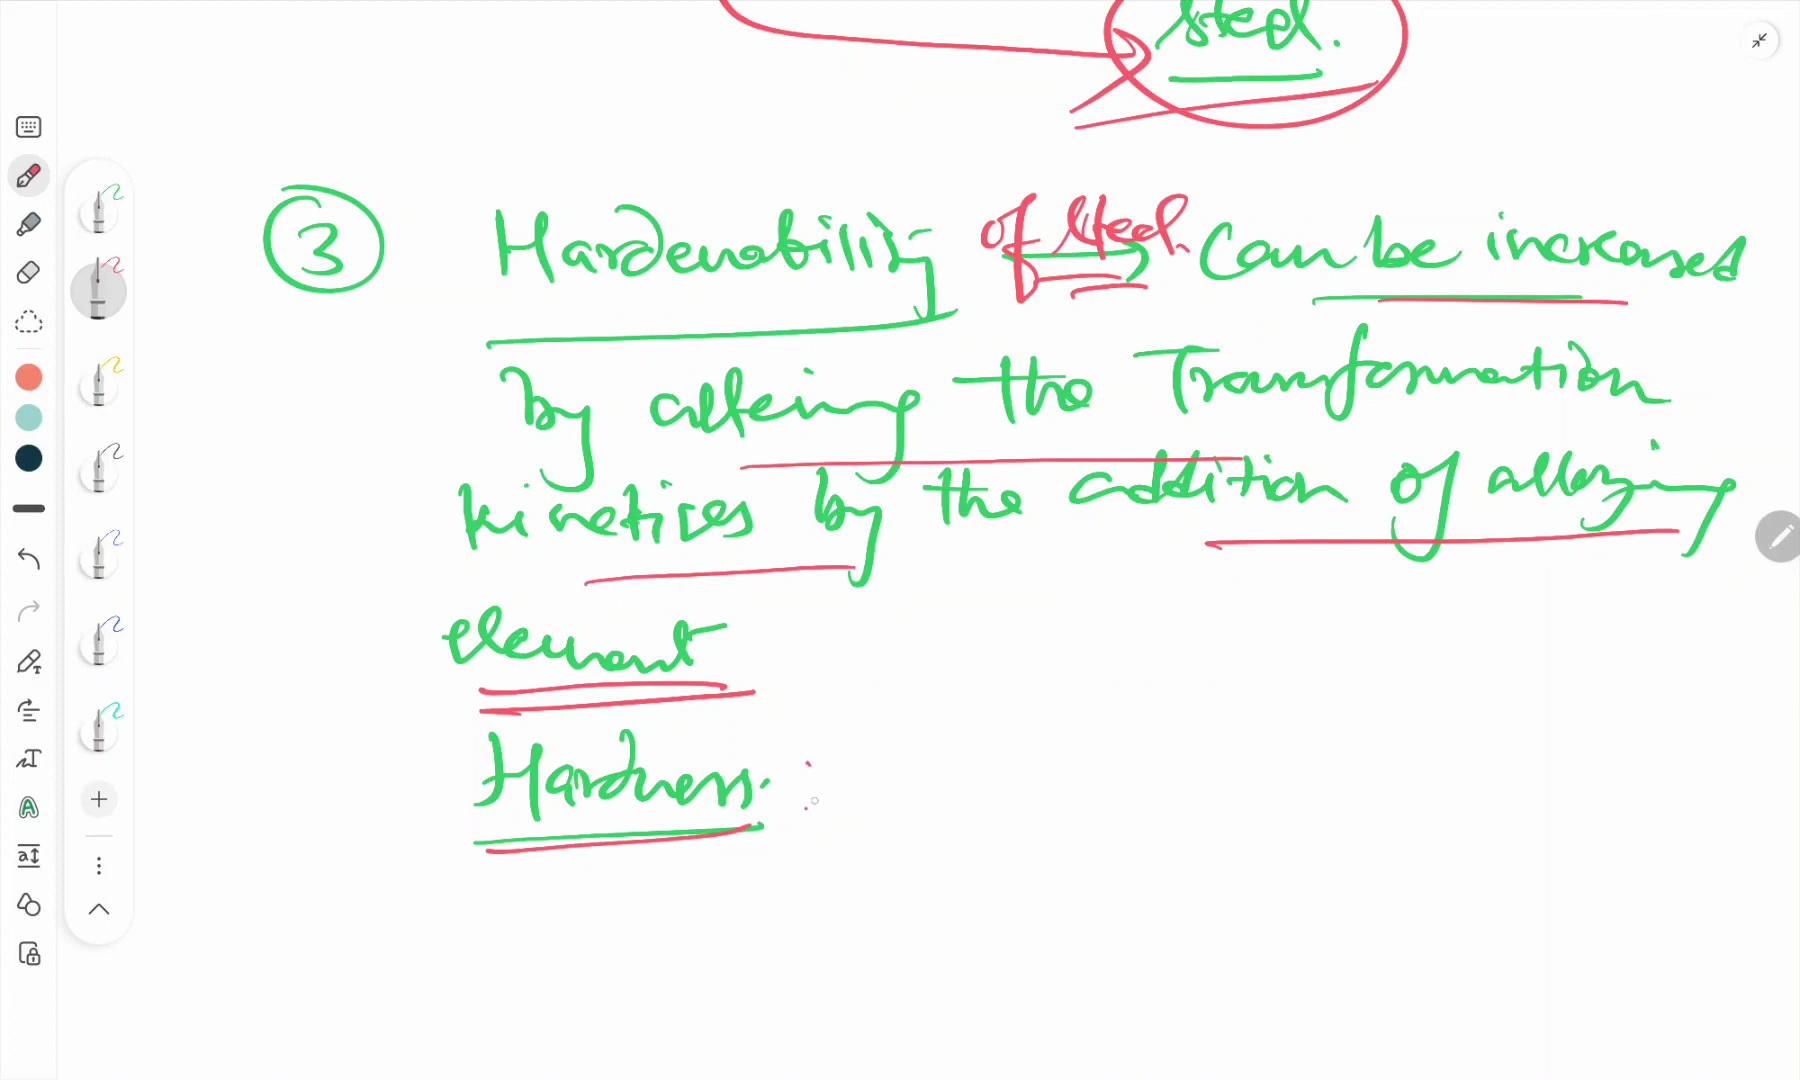 steel.
3 Hardenability of steel. can be increased
by altering the Transformation
kinetics by the addition of alloying
element
Hardness. :